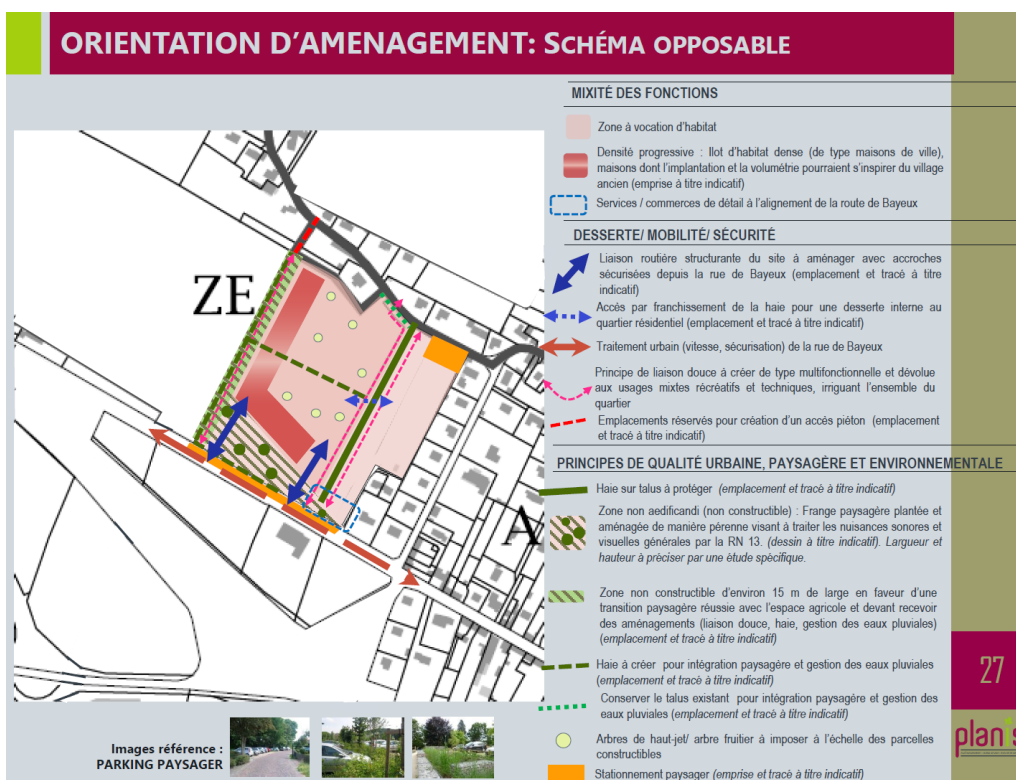 ORIENTATION D’AMENAGEMENT: SCHÉMA OPPOSABLE
MIXITÉ DES FONCTIONS
Zone à vocation d’habitat
Densité progressive : Ilot d’habitat dense (de type maisons de ville),
maisons dont l’implantation et la volumétrie pourraient s’inspirer du village
ancien (emprise à titre indicatif)
Services / commerces de détail à l’alignement de la route de Bayeux
DESSERTE/ MOBILITÉ/ SÉCURITÉ
Liaison routière structurante du site à aménager avec accroches
sécurisées depuis la rue de Bayeux (emplacement et tracé à titre
indicatif)
Accés par franchissement de la haie pour une desserte interne au
quartier résidentiel (emplacement et tracé à titre indicatif)
Traitement urbain (vitesse, sécurisation) de la rue de Bayeux
Principe de liaison douce à créer de type multifonctionnelle et dévolue
aux usages mixtes récréatifs et techniques, irriguant l’ensemble du
quartier
Emplacements réservés pour création d’un accès piéton (emplacement
et tracé à titre indicatif)
PRINCIPES DE QUALITÉ URBAINE, PAYSAGÈRE ET ENVIRONNEMENTALE
Haie sur talus à protéger (emplacement et tracé à titre indicatif)
Zone non aedificandi (non constructible) : Frange paysagère plantée et
aménagée de manière pérenne visant à traiter les nuisances sonores et
visuelles générales par la RN 13. (dessin à titre indicatif). Largueur et
hauteur à préciser par une étude spécifique.
Zone non constructible d’environ 15 m de large en faveur d’une
transition paysagère réussie avec l’espace agricole et devant recevoir
des aménagements (liaison douce, haie, gestion des eaux pluviales)
(emplacement et tracé à titre indicatif)
Haie à créer pour intégration paysagère et gestion des eaux pluviales
(emplacement et tracé à titre indicatif)
Conserver le talus existant pour intégration paysagère et gestion des
eaux pluviales (emplacement et tracé à titre indicatif)
Arbres de haut-jet/ arbre fruitier à imposer à l’échelle des parcelles
constructibles
Stationnement paysager (emprise et tracé à titre indicatif)
ZE
A
Images référence :
PARKING PAYSAGER
27
planis